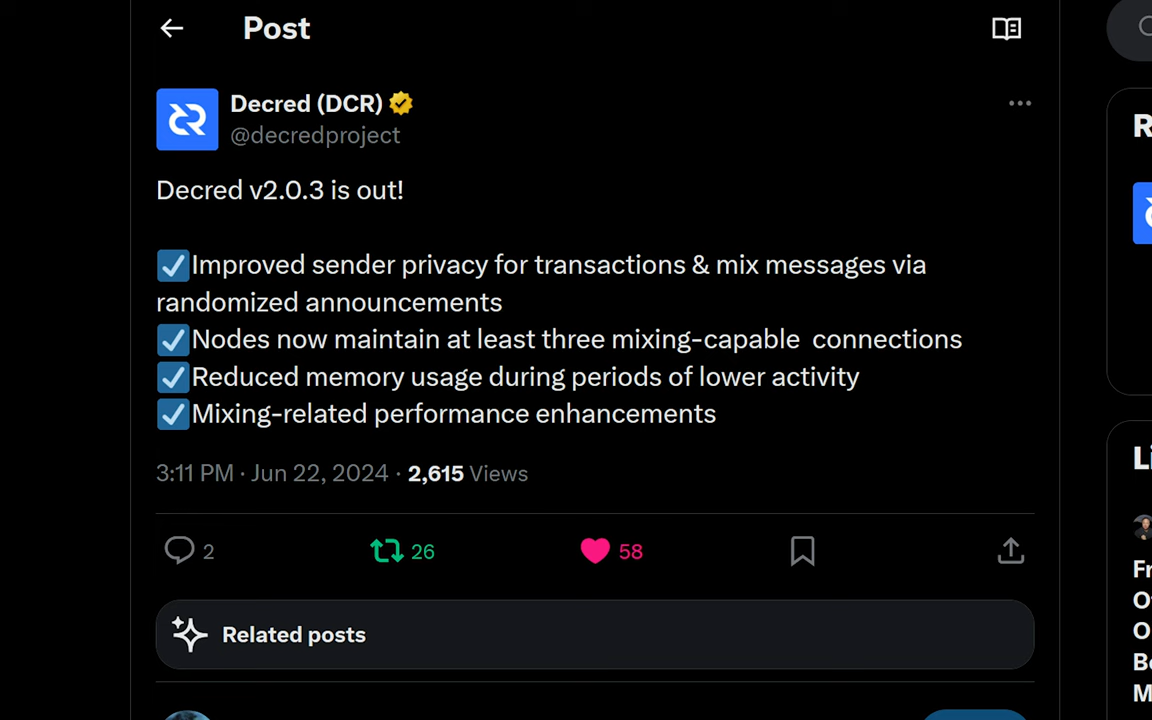 Post
Decred (DCR)
@decredproject
Decred v2.0.3 is out!
Improved sender privacy for transactions & mix messages via
randomized announcements
Nodes now maintain at least three mixing-capable  connections
Reduced memory usage during periods of lower activity
Mixing-related performance enhancements
3:11 PM · Jun 22, 2024 · 2,615 Views
2 26 58
Related posts